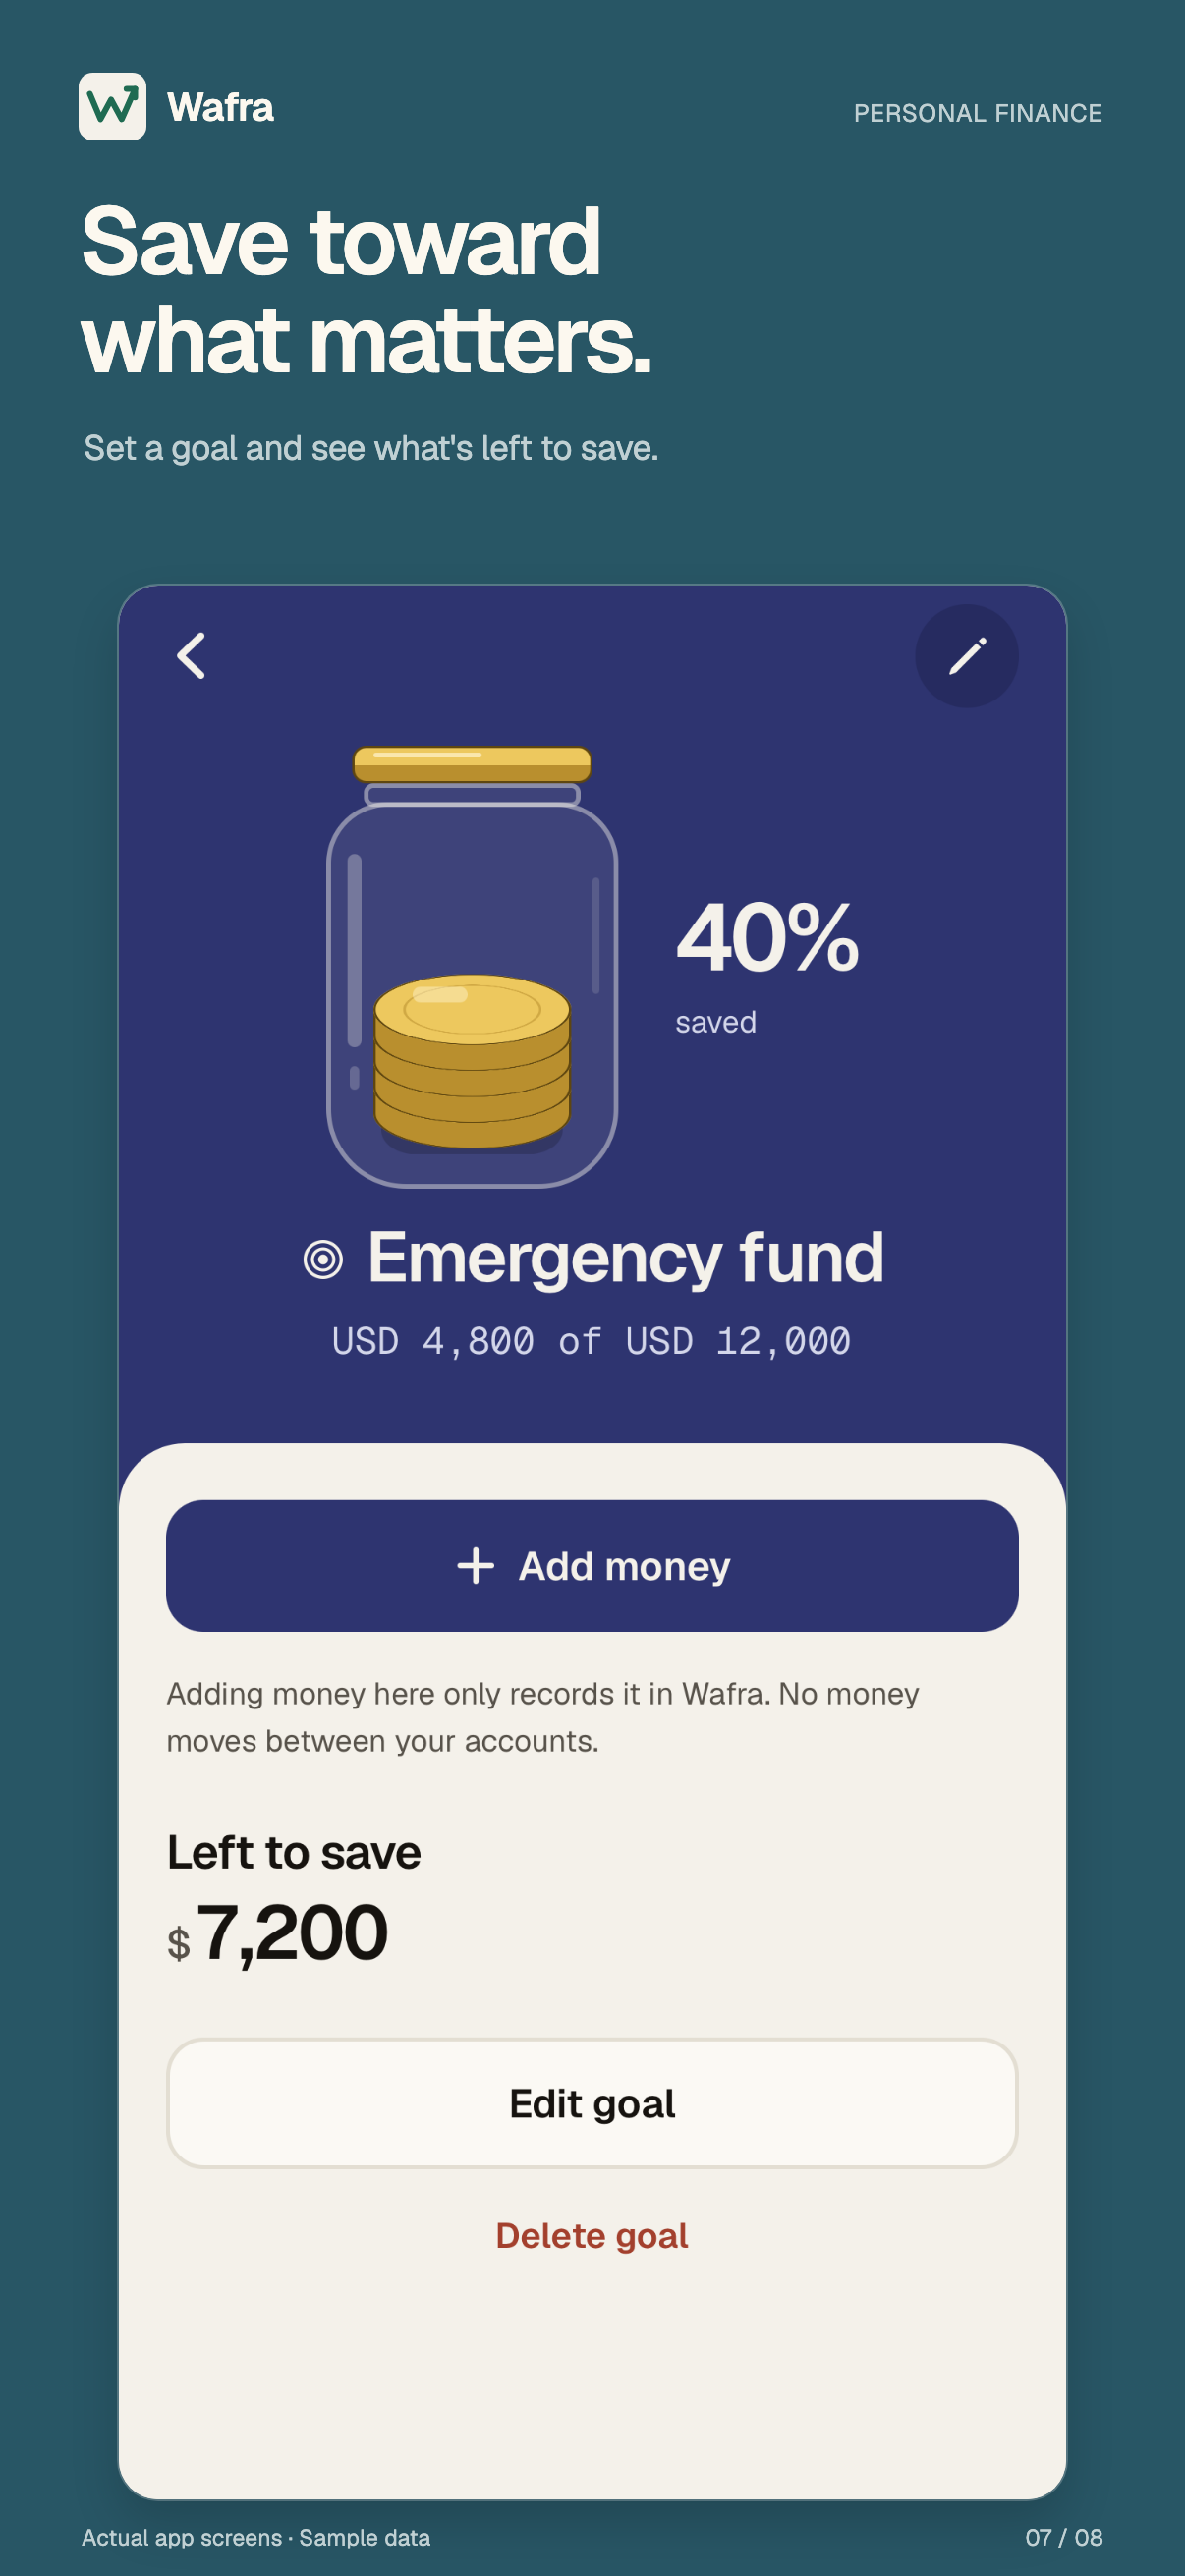 Wafra
PERSONAL FINANCE
Save toward
what matters.
Set a goal and see what's left to save.
40%
saved
Emergency fund
USD 4,800 of USD 12,000
+ Add money
Adding money here only records it in Wafra. No money
moves between your accounts.
Left to save
$7,200
Edit goal
Delete goal
Actual app screens · Sample data
07 / 08